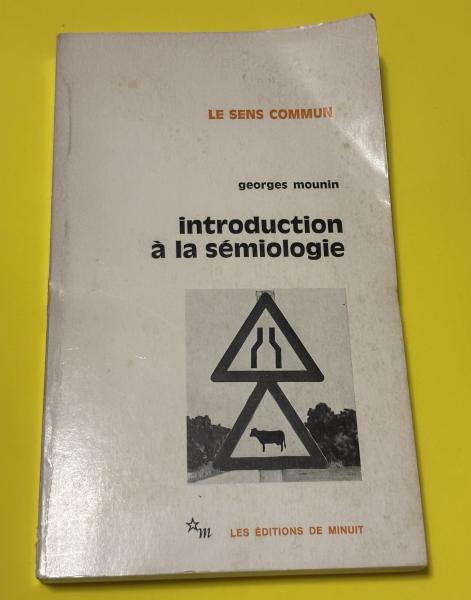 LE SENS COMMUN
georges mounin
introduction
à la sémiologie
m
LES ÉDITIONS DE MINUIT